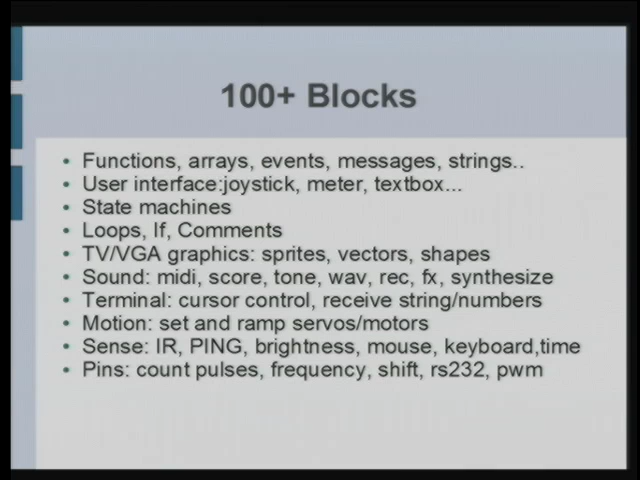 100+ Blocks
• Functions, arrays, events, messages, strings..
• User interface:joystick, meter, textbox...
• State machines
• Loops, If, Comments
• TV/VGA graphics: sprites, vectors, shapes
• Sound: midi, score, tone, wav, rec, fx, synthesize
• Terminal: cursor control, receive string/numbers
• Motion: set and ramp servos/motors
• Sense: IR, PING, brightness, mouse, keyboard,time
• Pins: count pulses, frequency, shift, rs232, pwm